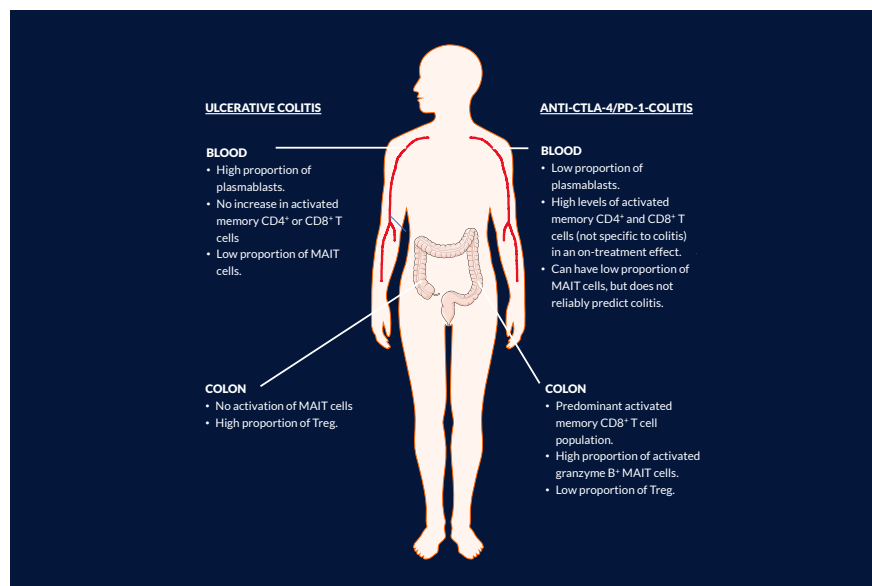 ULCERATIVE COLITIS
BLOOD
• High proportion of
plasmablasts.
• No increase in activated
memory CD4⁺ or CD8⁺ T
cells
• Low proportion of MAIT
cells.
COLON
• No activation of MAIT cells
• High proportion of Treg.
ANTI-CTLA-4/PD-1-COLITIS
BLOOD
• Low proportion of
plasmablasts.
• High levels of activated
memory CD4⁺ and CD8⁺ T
cells (not specific to colitis)
in an on-treatment effect.
• Can have low proportion of
MAIT cells, but does not
reliably predict colitis.
COLON
• Predominant activated
memory CD8⁺ T cell
population.
• High proportion of activated
granzyme B⁺ MAIT cells.
• Low proportion of Treg.